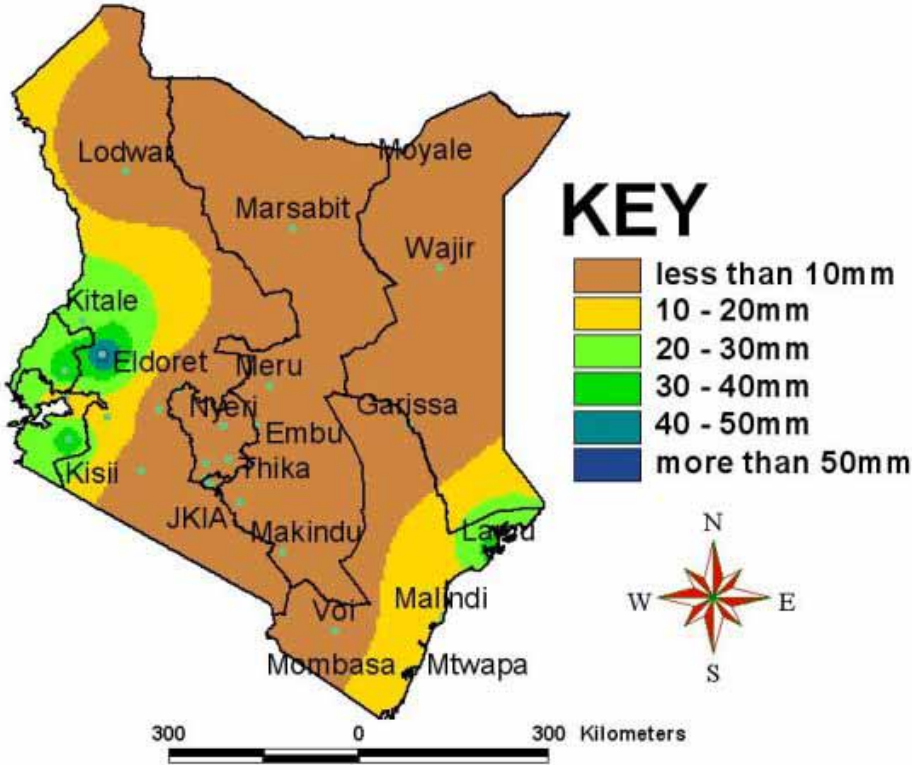 Lodwar
Moyale
Marsabit
Wajir
Kitale
Eldoret
Meru
Nyeri
Garissa
Embu
Kisii
Thika
JKIA
Makindu
Lamu
Voi
Malindi
Mombasa
Mtwapa
KEY
less than 10mm
10 - 20mm
20 - 30mm
30 - 40mm
40 - 50mm
more than 50mm
N
W
E
S
300 0 300 Kilometers